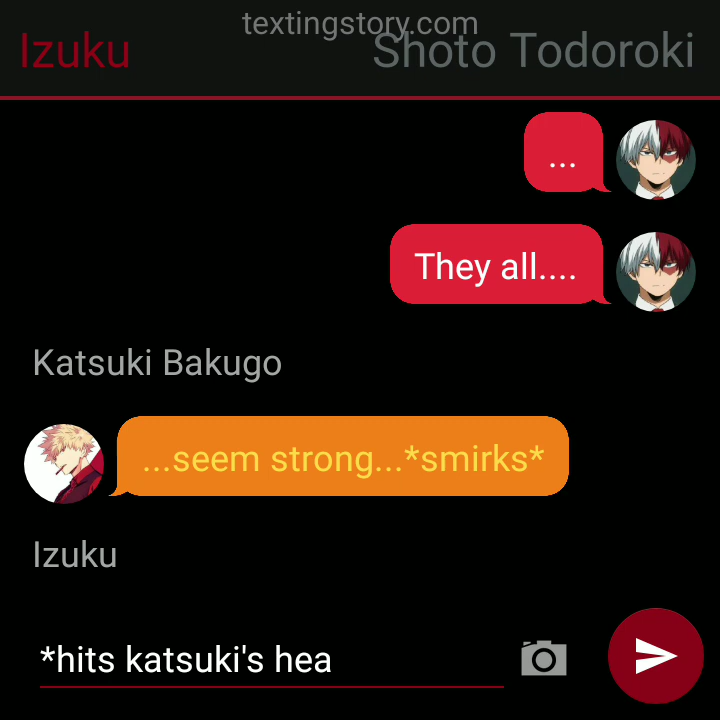 textingstory.com
Izuku
Shoto Todoroki
...
They all....
Katsuki Bakugo
...seem strong...*smirks*
Izuku
*hits katsuki's hea